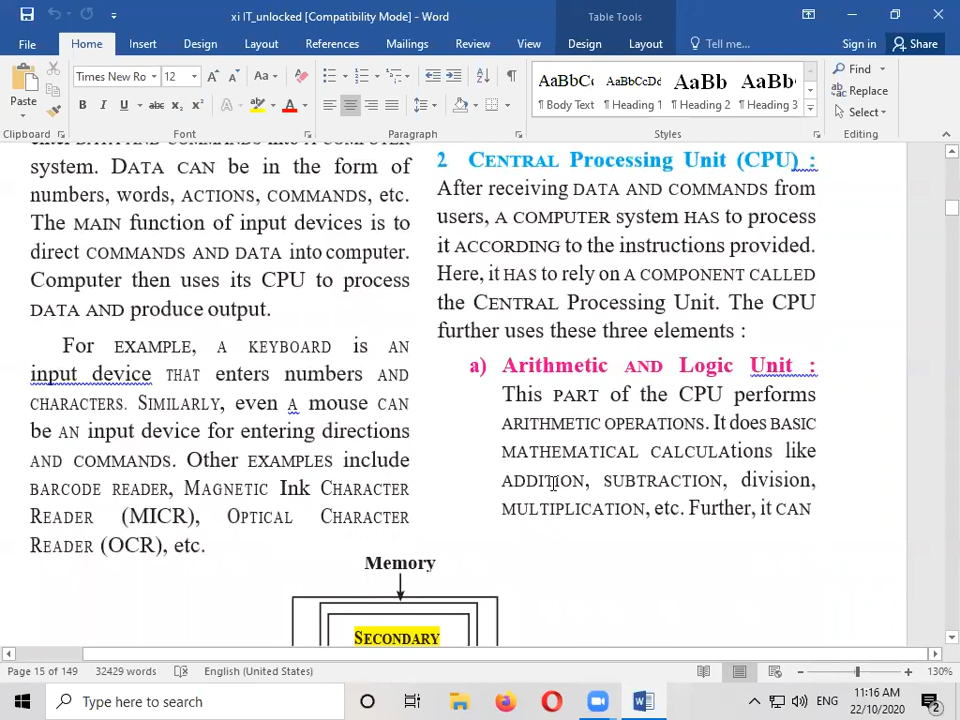 xi IT_unlocked [Compatibility Mode] - Word
Table Tools
File Home Insert Design Layout References Mailings Review View Design Layout Tell me... Sign in Share
Paste
Times New Ro 12
Aa
B I U abc x₂ x² A A
AaBbCc AaBbCcDd AaBb AaBb
¶ Body Text ¶ Heading 1 ¶ Heading 2 ¶ Heading 3
Find
Replace
Select
Clipboard Font Paragraph Styles Editing
system. DATA CAN be in the form of
numbers, words, ACTIONS, COMMANDS, etc.
The MAIN function of input devices is to
direct COMMANDS AND DATA into computer.
Computer then uses its CPU to process
DATA AND produce output.
For EXAMPLE, A KEYBOARD is AN
input device THAT enters numbers AND
CHARACTERS. SIMILARLY, even A mouse CAN
be AN input device for entering directions
AND COMMANDS. Other EXAMPLES include
BARCODE READER, MAGNETIC Ink CHARACTER
READER (MICR), OPTICAL CHARACTER
READER (OCR), etc.
2 CENTRAL Processing Unit (CPU) :
After receiving DATA AND COMMANDS from
users, A COMPUTER system HAS to process
it ACCORDING to the instructions provided.
Here, it HAS to rely on A COMPONENT CALLED
the CENTRAL Processing Unit. The CPU
further uses these three elements :
a) Arithmetic AND Logic Unit :
This PART of the CPU performs
ARITHMETIC OPERATIONS. It does BASIC
MATHEMATICAL CALCULAtions like
ADDITION, SUBTRACTION, division,
MULTIPLICATION, etc. Further, it CAN
Memory
SECONDARY
Page 15 of 149 32429 words English (United States) 130%
Type here to search
ENG
11:16 AM
22/10/2020
2